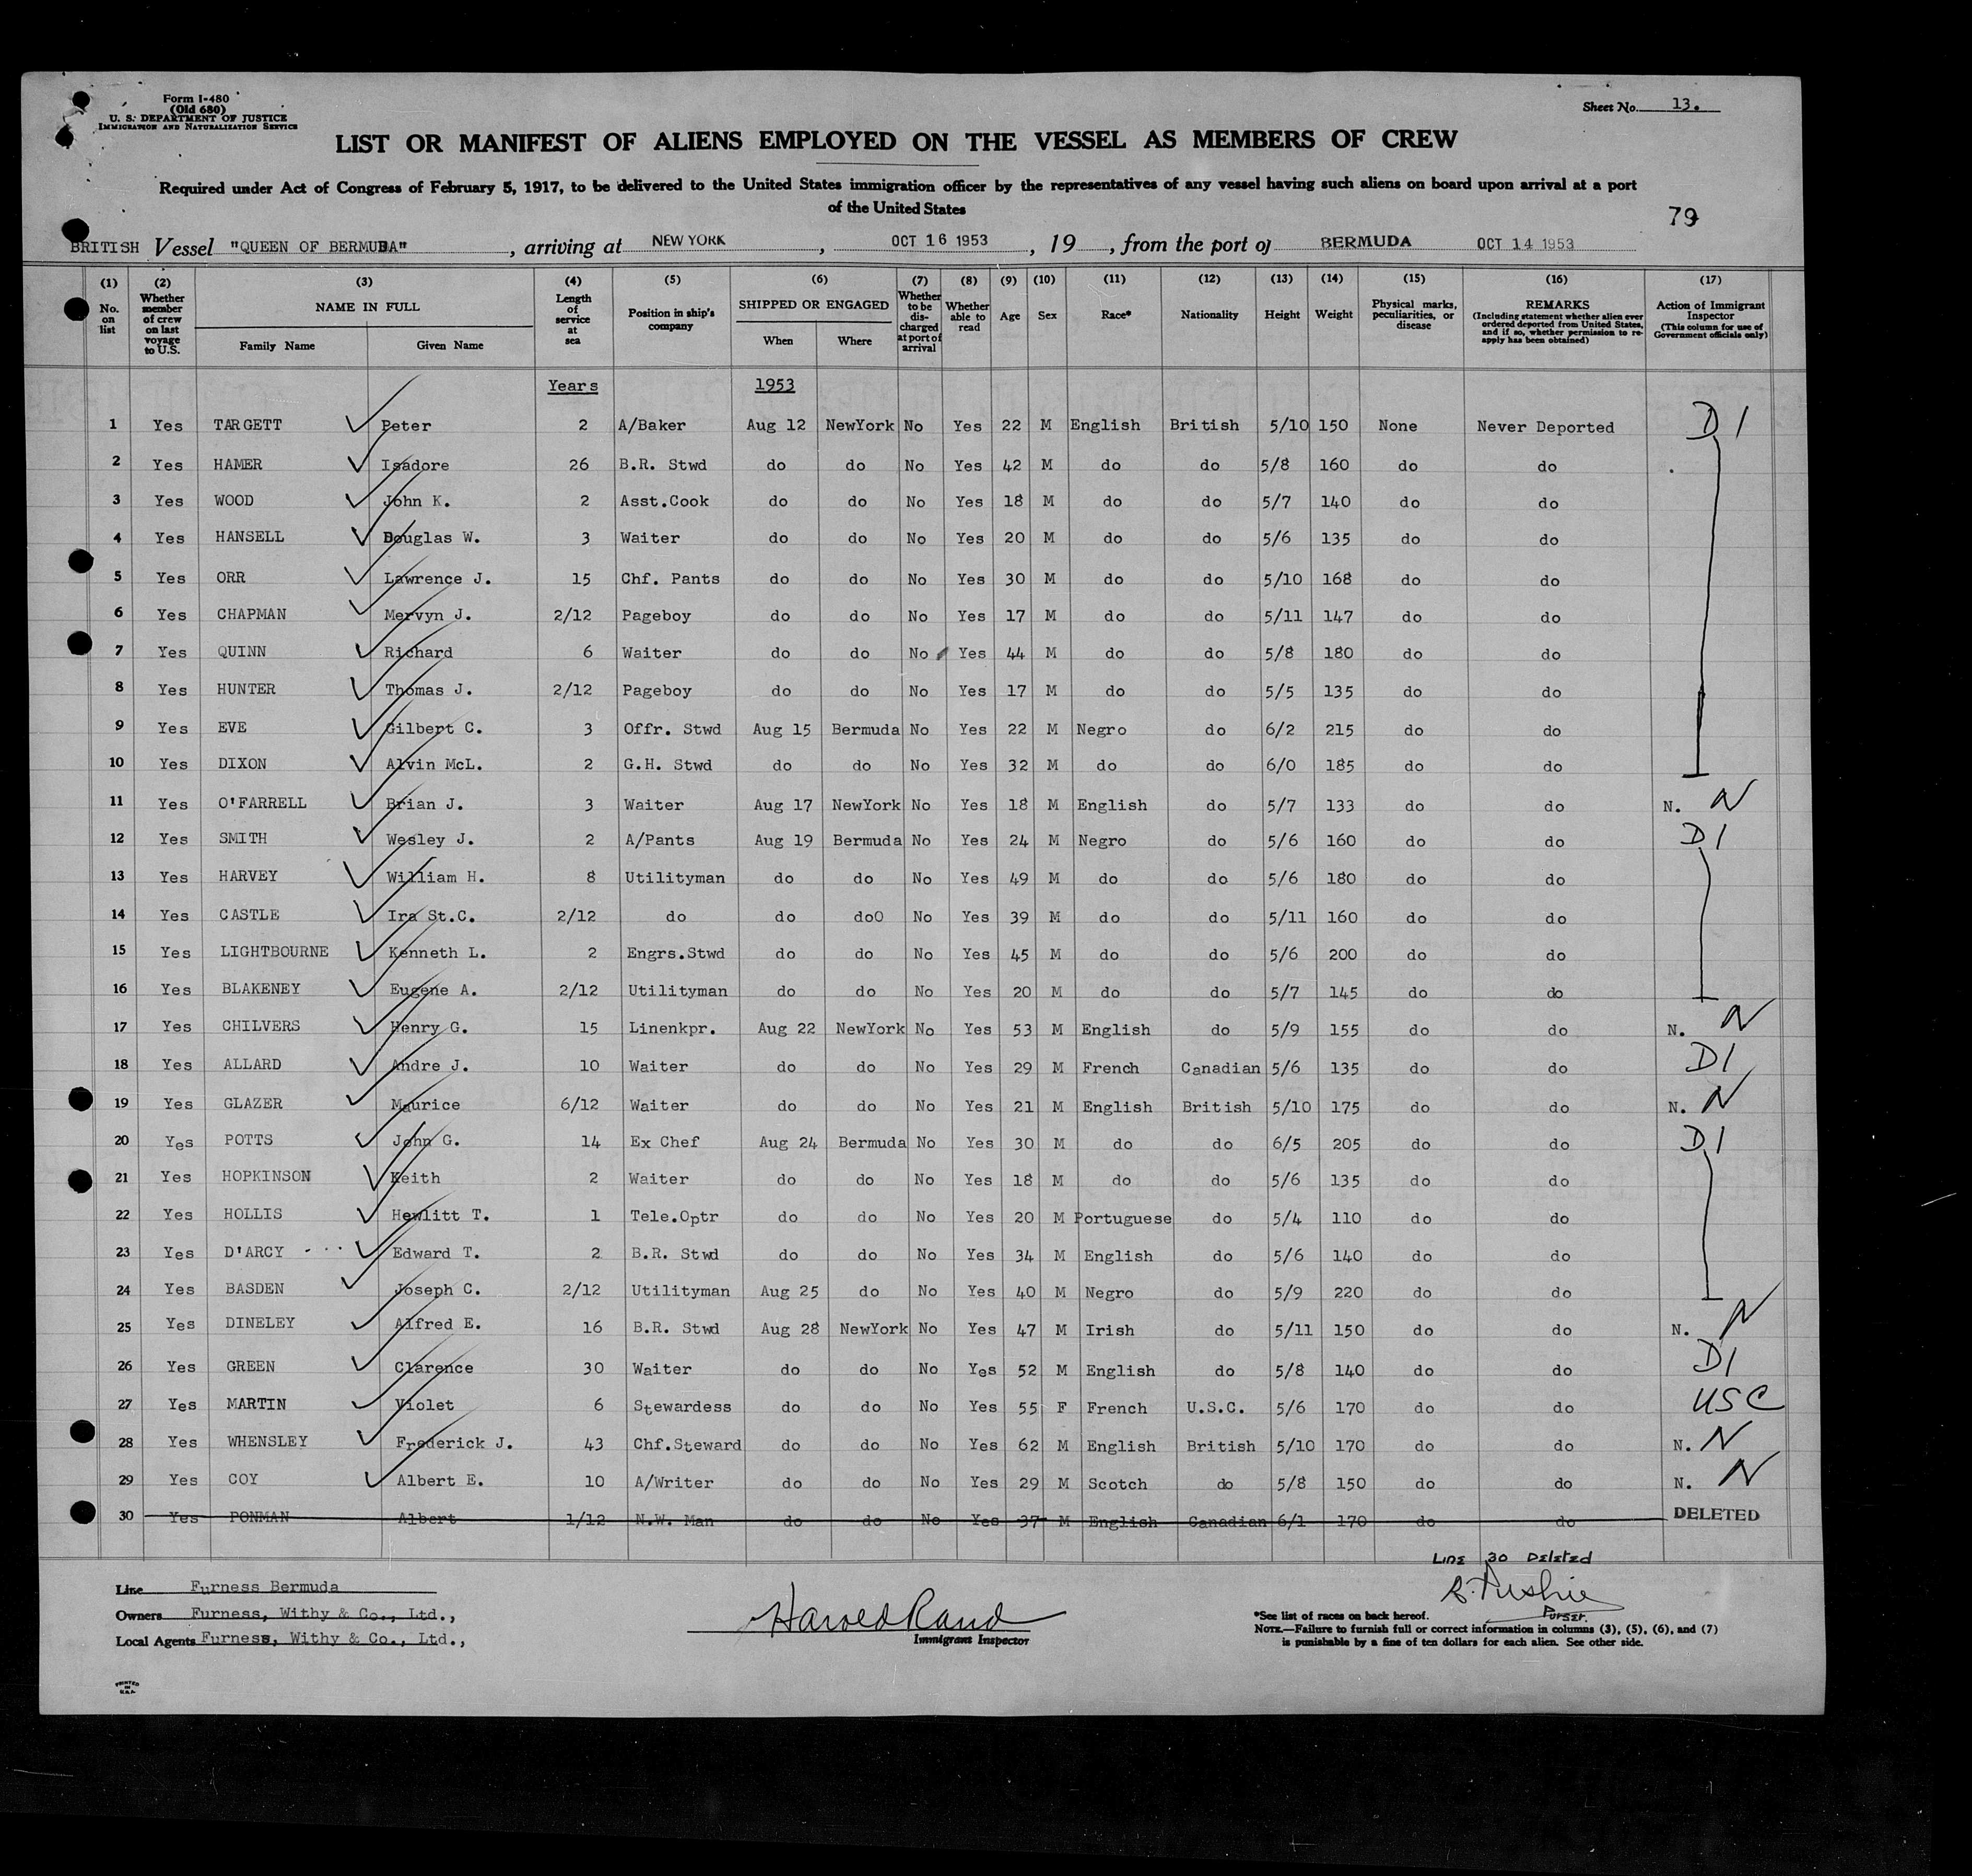 Form I-480
(Old 680)
U. S. DEPARTMENT OF JUSTICE
IMMIGRATION AND NATURALIZATION SERVICE
Sheet No. 13.
LIST OR MANIFEST OF ALIENS EMPLOYED ON THE VESSEL AS MEMBERS OF CREW
Required under Act of Congress of February 5, 1917, to be delivered to the United States immigration officer by the representatives of any vessel having such aliens on board upon arrival at a port
of the United States
79
BRITISH Vessel "QUEEN OF BERMUDA", arriving at NEW YORK, OCT 16 1953, 19, from the port of BERMUDA OCT 14 1953
(1) No. on list
(2) Whether member of crew on last voyage to U.S.
(3) NAME IN FULL Family Name Given Name
(4) Length of service at sea
(5) Position in ship's company
(6) SHIPPED OR ENGAGED When Where
(7) Whether to be discharged at port of arrival
(8) Whether able to read
(9) Age
(10) Sex
(11) Race*
(12) Nationality
(13) Height
(14) Weight
(15) Physical marks, peculiarities, or disease
(16) REMARKS (Including statement whether alien ever ordered deported from United States, and if so, whether permission to re-apply has been obtained)
(17) Action of Immigrant Inspector (This column for use of Government officials only)
Years 1953
1 Yes TARGETT Peter 2 A/Baker Aug 12 NewYork No Yes 22 M English British 5/10 150 None Never Deported D1
2 Yes HAMER Isadore 26 B.R. Stwd do do No Yes 42 M do do 5/8 160 do do
3 Yes WOOD John K. 2 Asst.Cook do do No Yes 18 M do do 5/7 140 do do
4 Yes HANSELL Douglas W. 3 Waiter do do No Yes 20 M do do 5/6 135 do do
5 Yes ORR Lawrence J. 15 Chf. Pants do do No Yes 30 M do do 5/10 168 do do
6 Yes CHAPMAN Mervyn J. 2/12 Pageboy do do No Yes 17 M do do 5/11 147 do do
7 Yes QUINN Richard 6 Waiter do do No Yes 44 M do do 5/8 180 do do
8 Yes HUNTER Thomas J. 2/12 Pageboy do do No Yes 17 M do do 5/5 135 do do
9 Yes EVE Gilbert C. 3 Offr. Stwd Aug 15 Bermuda No Yes 22 M Negro do 6/2 215 do do
10 Yes DIXON Alvin McL. 2 G.H. Stwd do do No Yes 32 M do do 6/0 185 do do
11 Yes O'FARRELL Brian J. 3 Waiter Aug 17 NewYork No Yes 18 M English do 5/7 133 do do N. N
12 Yes SMITH Wesley J. 2 A/Pants Aug 19 Bermuda No Yes 24 M Negro do 5/6 160 do do D1
13 Yes HARVEY William H. 8 Utilityman do do No Yes 49 M do do 5/6 180 do do
14 Yes CASTLE Ira St.C. 2/12 do do doO No Yes 39 M do do 5/11 160 do do
15 Yes LIGHTBOURNE Kenneth L. 2 Engrs.Stwd do do No Yes 45 M do do 5/6 200 do do
16 Yes BLAKENEY Eugene A. 2/12 Utilityman do do No Yes 20 M do do 5/7 145 do do
17 Yes CHILVERS Henry G. 15 Linenkpr. Aug 22 NewYork No Yes 53 M English do 5/9 155 do do N. N
18 Yes ALLARD Andre J. 10 Waiter do do No Yes 29 M French Canadian 5/6 135 do do D1
19 Yes GLAZER Maurice 6/12 Waiter do do No Yes 21 M English British 5/10 175 do do N. N
20 Yes POTTS John G. 14 Ex Chef Aug 24 Bermuda No Yes 30 M do do 6/5 205 do do D1
21 Yes HOPKINSON Keith 2 Waiter do do No Yes 18 M do do 5/6 135 do do
22 Yes HOLLIS Hewlitt T. 1 Tele.Optr do do No Yes 20 M Portuguese do 5/4 110 do do
23 Yes D'ARCY Edward T. 2 B.R. Stwd do do No Yes 34 M English do 5/6 140 do do
24 Yes BASDEN Joseph C. 2/12 Utilityman Aug 25 do No Yes 40 M Negro do 5/9 220 do do
25 Yes DINELEY Alfred E. 16 B.R. Stwd Aug 28 NewYork No Yes 47 M Irish do 5/11 150 do do N. N
26 Yes GREEN Clarence 30 Waiter do do No Yes 52 M English do 5/8 140 do do D1
27 Yes MARTIN Violet 6 Stewardess do do No Yes 55 F French U.S.C. 5/6 170 do do USC
28 Yes WHENSLEY Frederick J. 43 Chf.Steward do do No Yes 62 M English British 5/10 170 do do N. N
29 Yes COY Albert E. 10 A/Writer do do No Yes 29 M Scotch do 5/8 150 do do N. N
30 Yes PONMAN Albert 1/12 N.W. Man do do No Yes 37 M English Canadian 6/1 170 do do DELETED
Line 30 Deleted
Line Furness Bermuda
Owners Furness, Withy & Co., Ltd.,
Local Agents Furness, Withy & Co., Ltd.,
Harold Rand
Immigrant Inspector
Purser.
*See list of races on back hereof.
NOTE.—Failure to furnish full or correct information in columns (3), (5), (6), and (7)
is punishable by a fine of ten dollars for each alien. See other side.
PRINTED
IN
U.S.A.